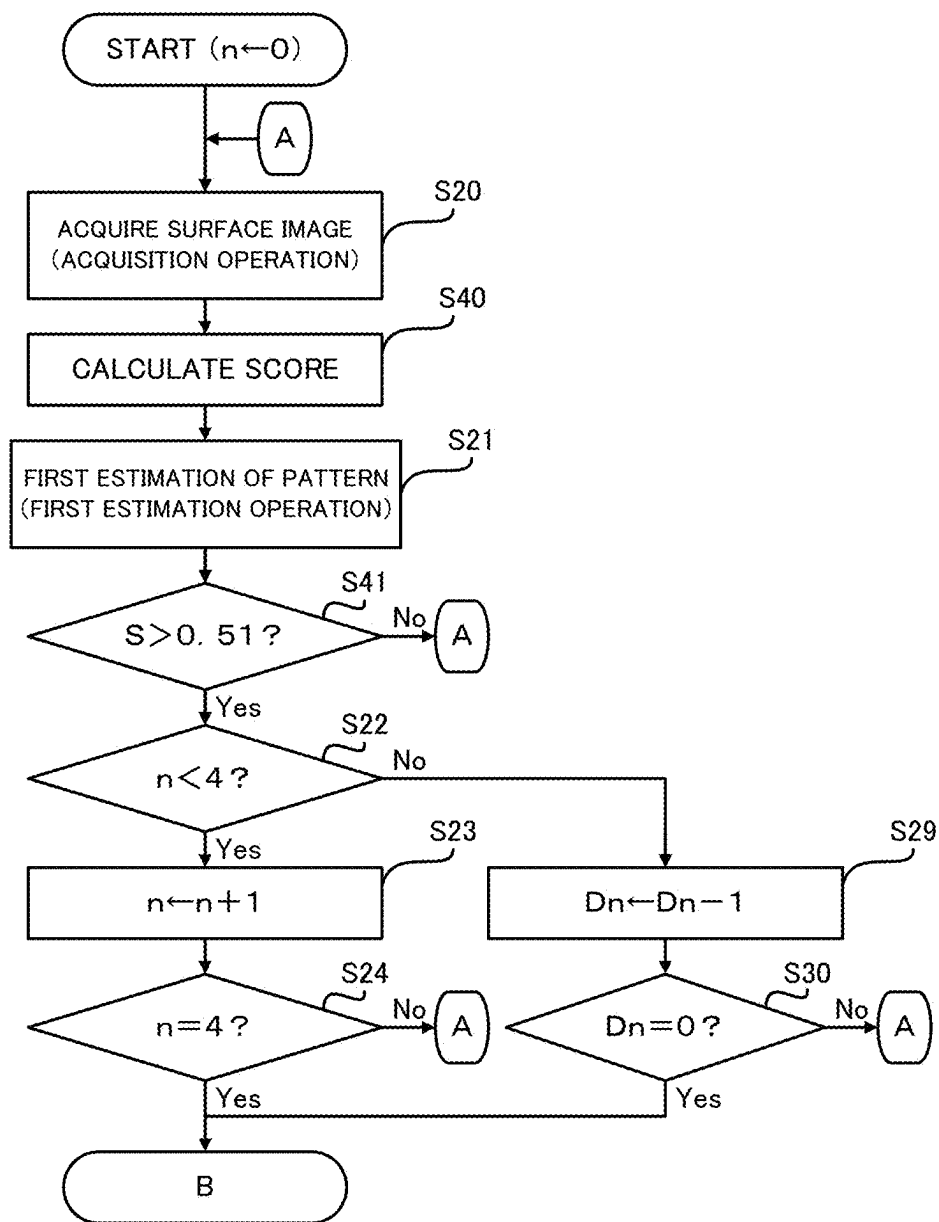 START (n←0)
A
S20
ACQUIRE SURFACE IMAGE
(ACQUISITION OPERATION)
S40
CALCULATE SCORE
S21
FIRST ESTIMATION OF PATTERN
(FIRST ESTIMATION OPERATION)
S41
S>0.51?
No
A
Yes
S22
n<4?
No
Yes
S23
n←n+1
S29
Dn←Dn-1
S24
n=4?
No
A
Yes
S30
Dn=0?
No
A
Yes
B